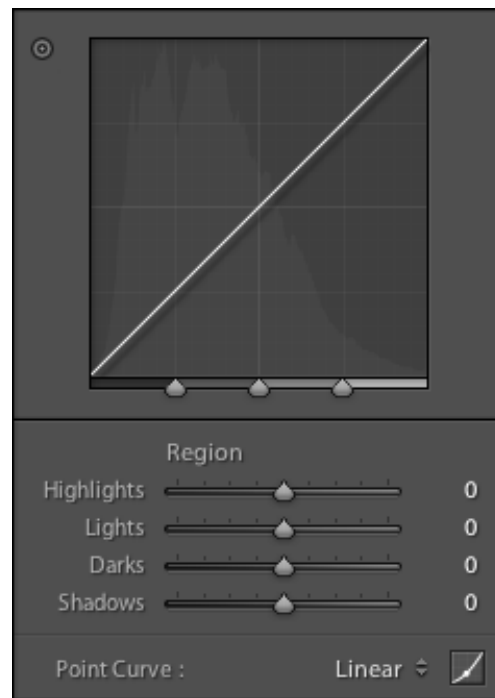 Region
Highlights 0
Lights 0
Darks 0
Shadows 0
Point Curve : Linear